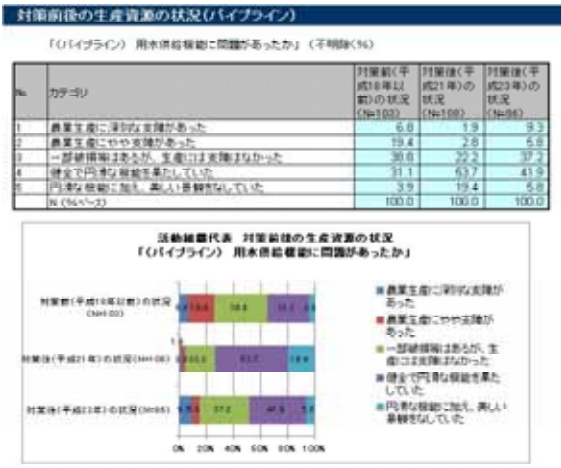 対策前後の生産資源の状況(パイプライン)
「(パイプライン) 用水供給機能に問題があったか」 (不明除く%)
No. カテゴリ 対策前(平成18年以前)の状況(N=103) 対策後(平成21年)の状況(N=108) 対策後(平成23年)の状況(N=86)
1 農業生産に深刻な支障があった 6.8 1.9 9.3
2 農業生産にやや支障があった 19.4 2.8 5.8
3 一部破損等はあるが、生産には支障はなかった 38.8 22.2 37.2
4 健全で円滑な機能を果たしていた 31.1 53.7 41.9
5 円滑な機能に加え、美しい景観をなしていた 3.9 19.4 5.8
N (%ベース) 100.0 100.0 100.0
活動組織代表 対策前後の生産資源の状況
「(パイプライン) 用水供給機能に問題があったか」
対策前(平成18年以前)の状況
(N=103)
対策後(平成21年)の状況(N=108)
対策後(平成23年)の状況(N=86)
0% 20% 40% 60% 80% 100%
農業生産に深刻な支障が
あった
農業生産にやや支障が
あった
一部破損等はあるが、生
産には支障はなかった
健全で円滑な機能を果た
していた
円滑な機能に加え、美しい
景観をなしていた